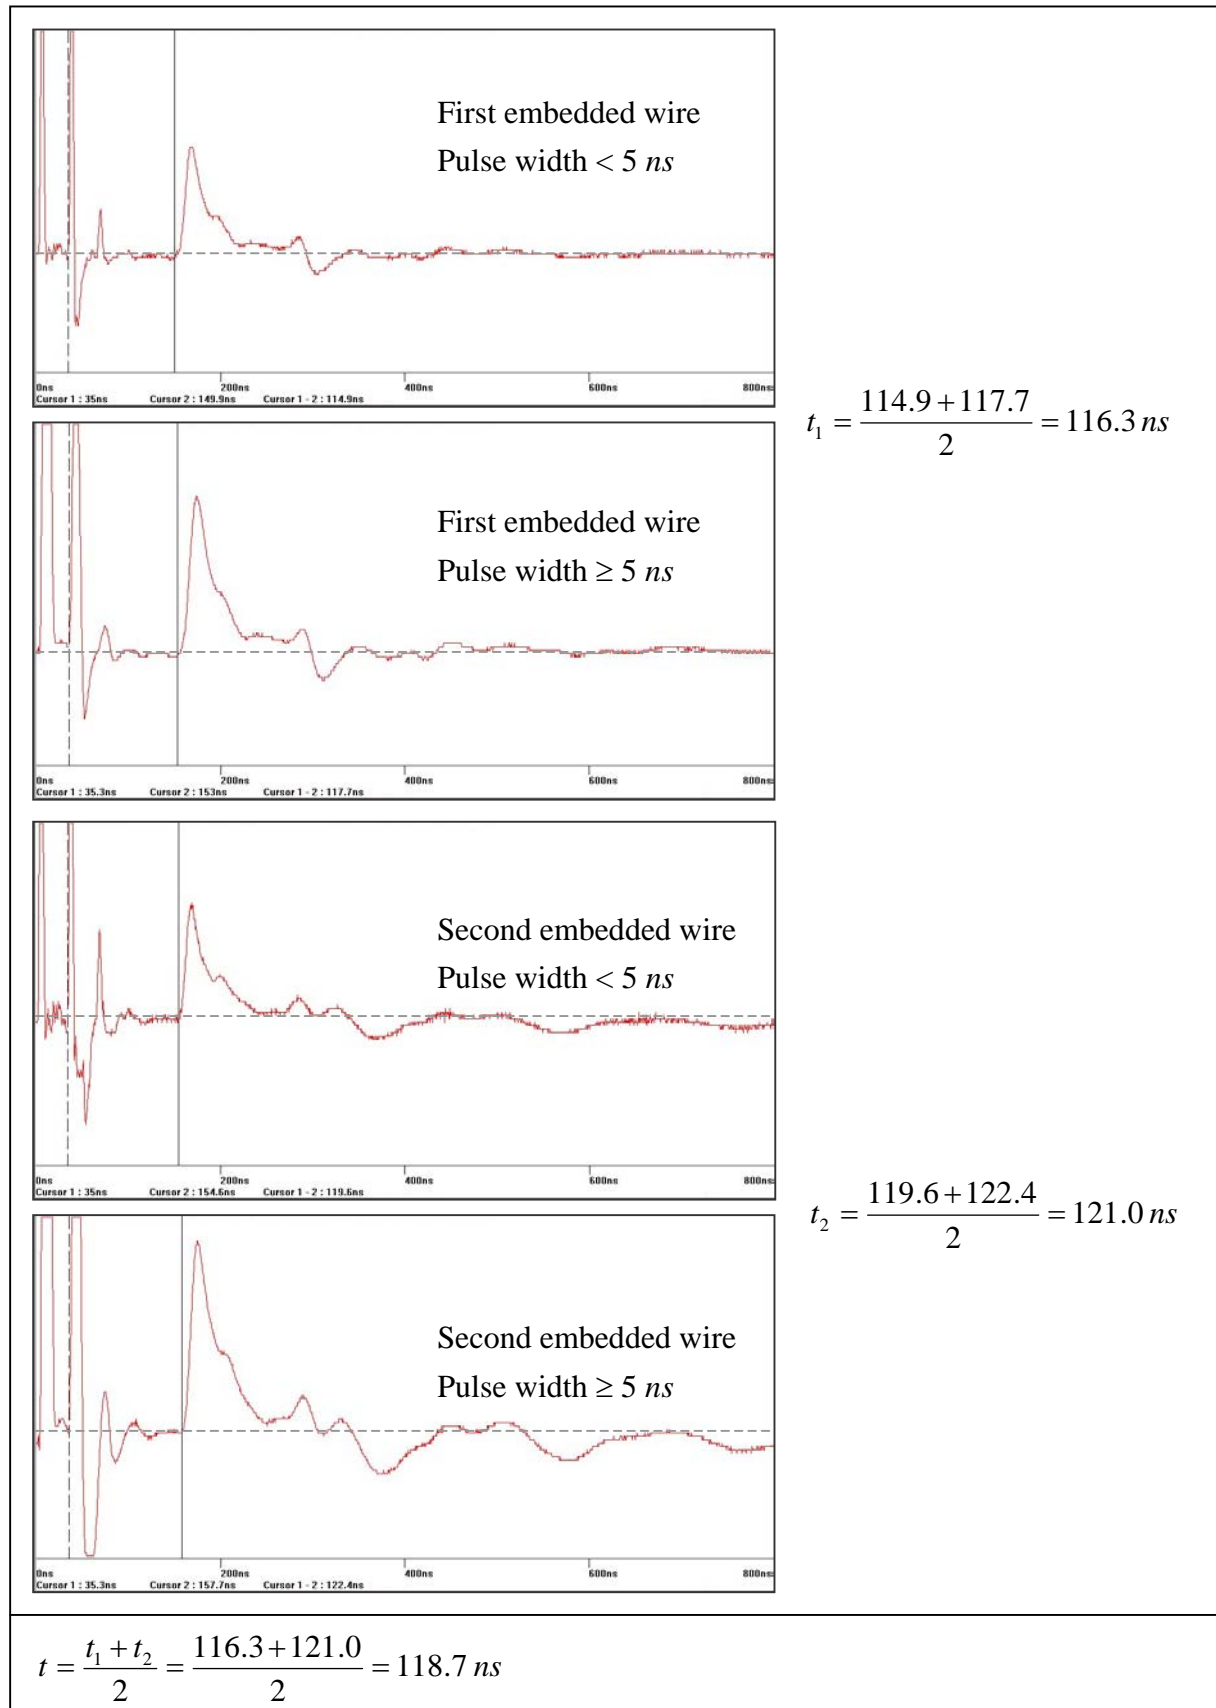 First embedded wire
Pulse width < 5 ns
0ns 200ns 400ns 600ns 800ns
Cursor 1 : 35ns Cursor 2 : 149.9ns Cursor 1 - 2 : 114.9ns
t₁ = (114.9 + 117.7)/2 = 116.3 ns
First embedded wire
Pulse width ≥ 5 ns
0ns 200ns 400ns 600ns 800ns
Cursor 1 : 35.3ns Cursor 2 : 153ns Cursor 1 - 2 : 117.7ns
Second embedded wire
Pulse width < 5 ns
0ns 200ns 400ns 600ns 800ns
Cursor 1 : 35ns Cursor 2 : 154.6ns Cursor 1 - 2 : 119.6ns
t₂ = (119.6 + 122.4)/2 = 121.0 ns
Second embedded wire
Pulse width ≥ 5 ns
0ns 200ns 400ns 600ns 800ns
Cursor 1 : 35.3ns Cursor 2 : 157.7ns Cursor 1 - 2 : 122.4ns
t = (t₁ + t₂)/2 = (116.3 + 121.0)/2 = 118.7 ns